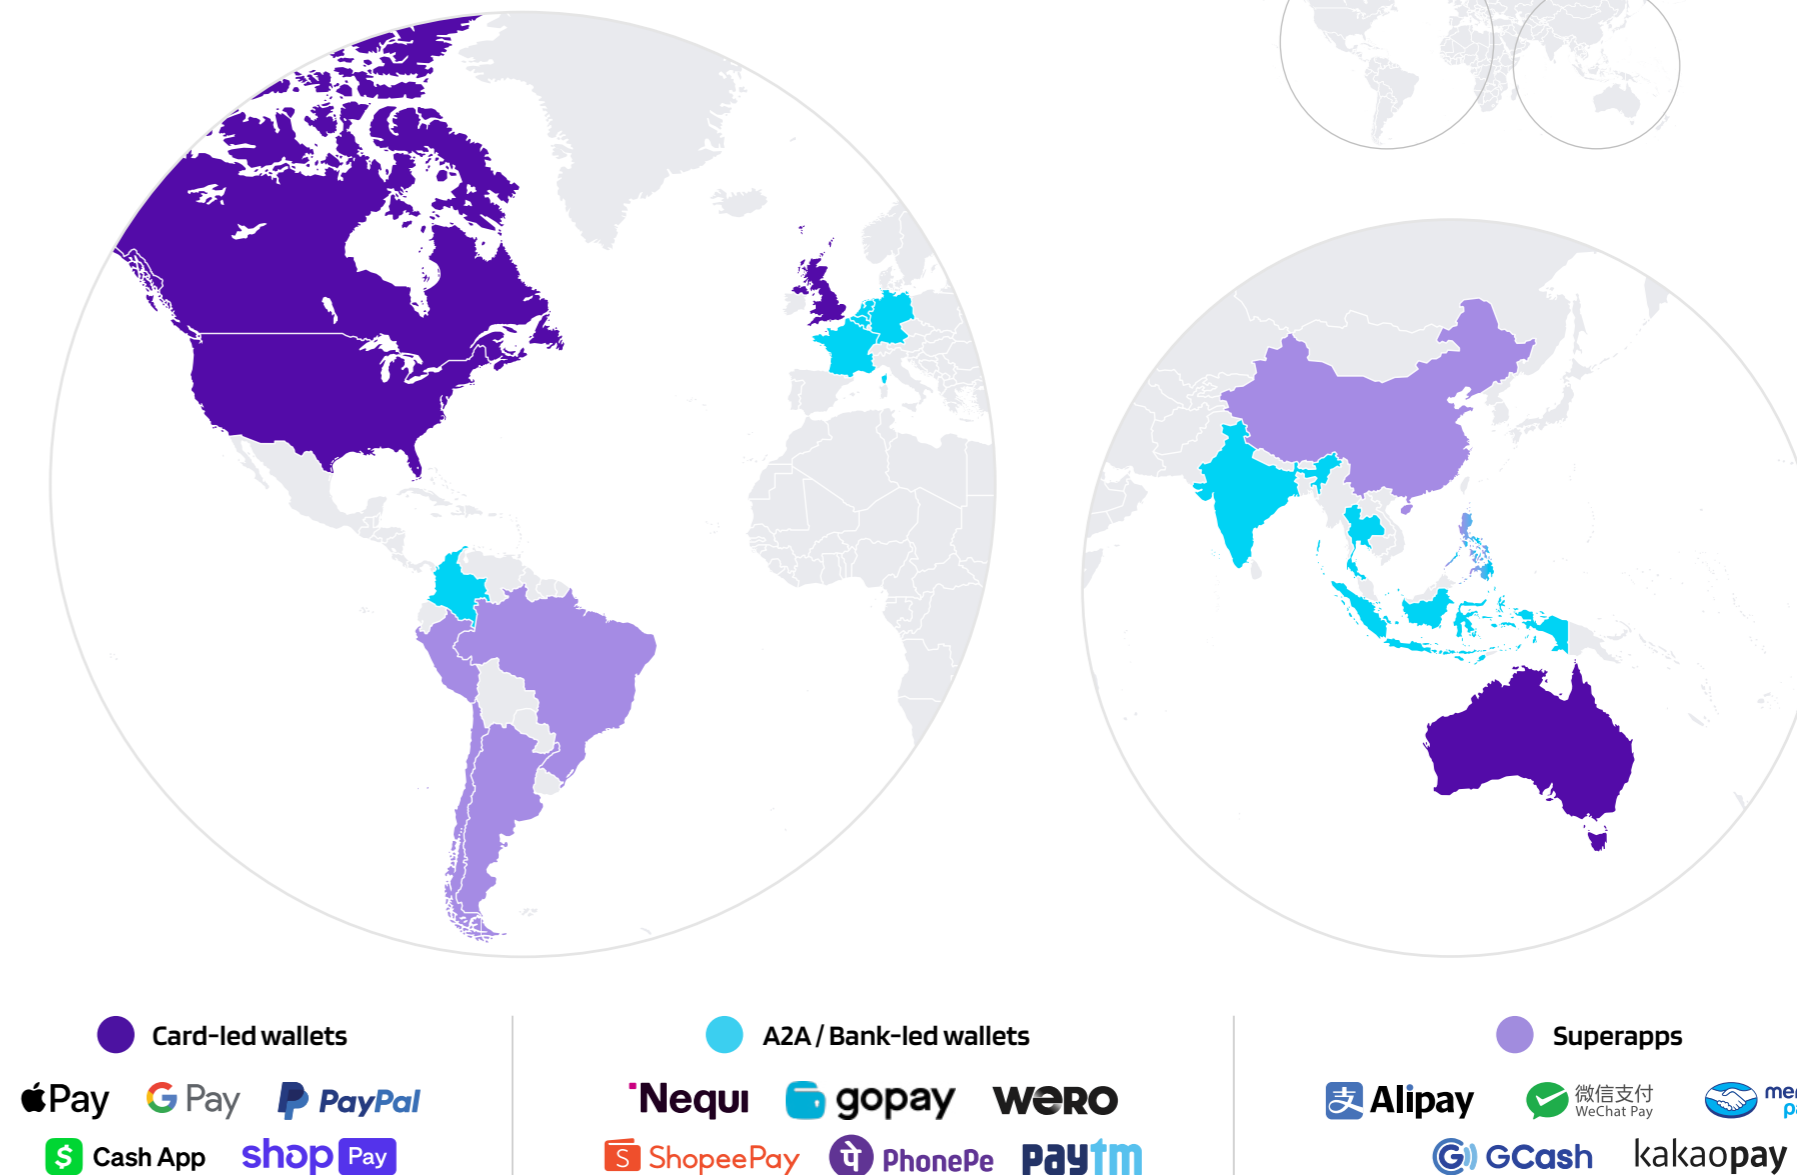 Card-led wallets
Pay
G Pay
PayPal
Cash App
shop Pay
A2A / Bank-led wallets
Nequi
gopay
wero
ShopeePay
PhonePe
paytm
Superapps
支 Alipay
微信支付
WeChat Pay
GCash
kakaopay